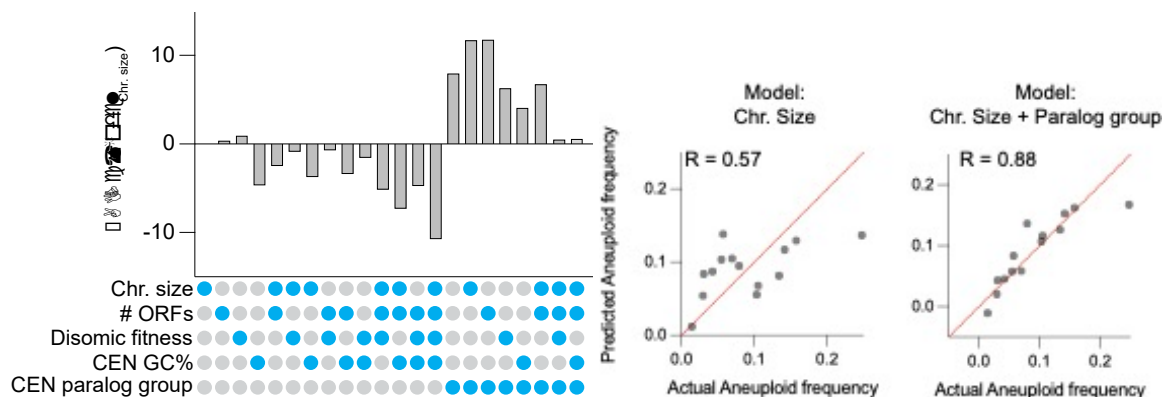 Chr. size)
10
0
-10
Chr. size
# ORFs
Disomic fitness
CEN GC%
CEN paralog group
Model:
Chr. Size
R = 0.57
Predicted Aneuploid frequency
0.2
0.1
0.0
0.0
0.1
0.2
Actual Aneuploid frequency
Model:
Chr. Size + Paralog group
R = 0.88
0.2
0.1
0.0
0.0
0.1
0.2
Actual Aneuploid frequency